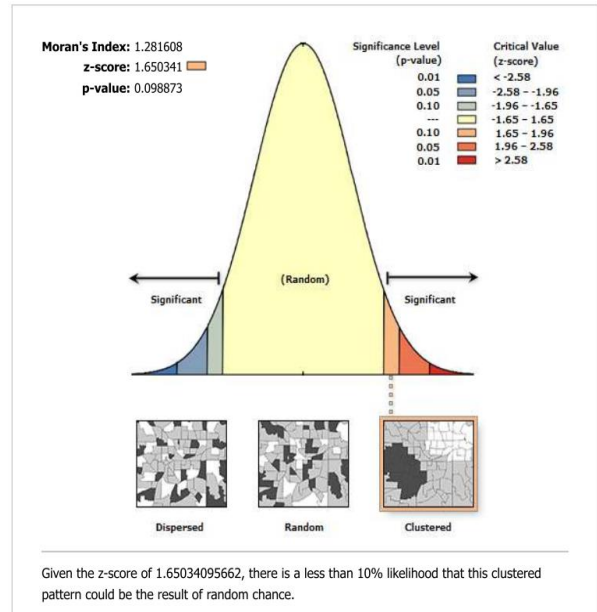 Moran's Index: 1.281608
z-score: 1.650341
p-value: 0.098873
Significance Level
(p-value)
Critical Value
(z-score)
0.01 < -2.58
0.05 -2.58 – -1.96
0.10 -1.96 – -1.65
--- -1.65 – 1.65
0.10 1.65 – 1.96
0.05 1.96 – 2.58
0.01 > 2.58
(Random)
Significant
Significant
Dispersed
Random
Clustered
Given the z-score of 1.65034095662, there is a less than 10% likelihood that this clustered
pattern could be the result of random chance.